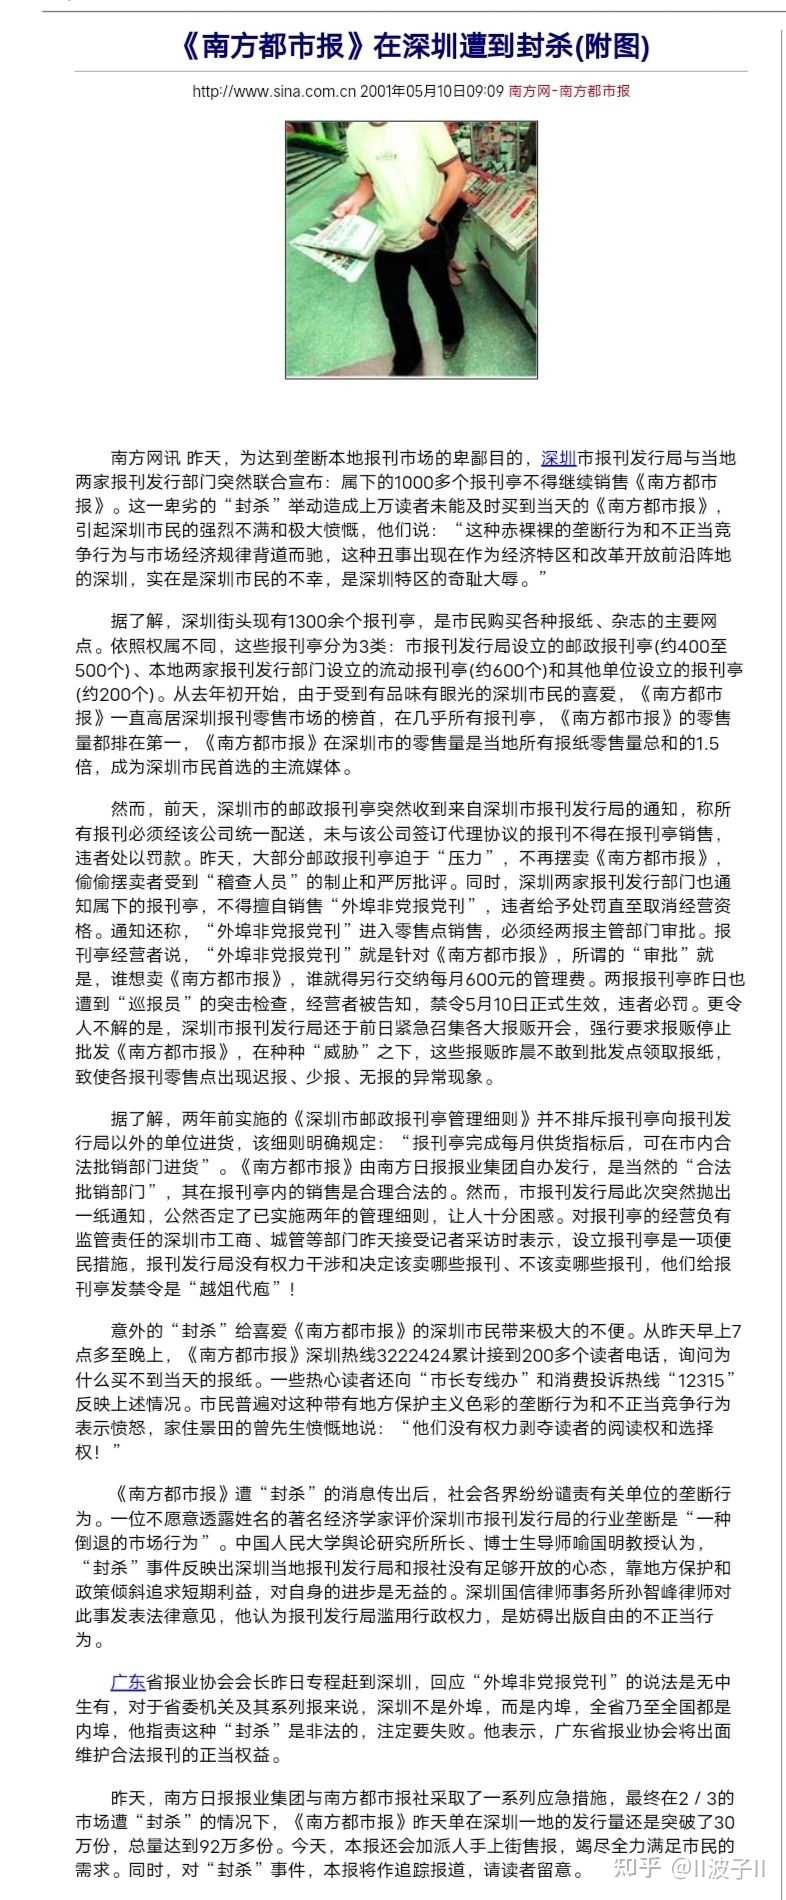 《南方都市报》在深圳遭到封杀(附图)
http://www.sina.com.cn 2001年05月10日09:09 南方网-南方都市报
南方网讯 昨天，为达到垄断本地报刊市场的卑鄙目的，深圳市报刊发行局与当地
两家报刊发行部门突然联合宣布：属下的1000多个报刊亭不得继续销售《南方都市
报》。这一卑劣的“封杀”举动造成上万读者未能及时买到当天的《南方都市报》，
引起深圳市民的强烈不满和极大愤慨，他们说：“这种赤裸裸的垄断行为和不正当竞
争行为与市场经济规律背道而驰，这种丑事出现在作为经济特区和改革开放前沿阵地
的深圳，实在是深圳市民的不幸，是深圳特区的奇耻大辱。”
据了解，深圳街头现有1300余个报刊亭，是市民购买各种报纸、杂志的主要网
点。依照权属不同，这些报刊亭分为3类：市报刊发行局设立的邮政报刊亭(约400至
500个)、本地两家报刊发行部门设立的流动报刊亭(约600个)和其他单位设立的报刊亭
(约200个)。从去年初开始，由于受到有品味有眼光的深圳市民的喜爱，《南方都市
报》一直高居深圳报刊零售市场的榜首，在几乎所有报刊亭，《南方都市报》的零售
量都排在第一，《南方都市报》在深圳市的零售量是当地所有报纸零售量总和的1.5
倍，成为深圳市民首选的主流媒体。
然而，前天，深圳市的邮政报刊亭突然收到来自深圳市报刊发行局的通知，称所
有报刊必须经该公司统一配送，未与该公司签订代理协议的报刊不得在报刊亭销售，
违者处以罚款。昨天，大部分邮政报刊亭迫于“压力”，不再摆卖《南方都市报》，
偷偷摆卖者受到“稽查人员”的制止和严厉批评。同时，深圳两家报刊发行部门也通
知属下的报刊亭，不得擅自销售“外埠非党报党刊”，违者给予处罚直至取消经营资
格。通知还称，“外埠非党报党刊”进入零售点销售，必须经两报主管部门审批。报
刊亭经营者说，“外埠非党报党刊”就是针对《南方都市报》，所谓的“审批”就
是，谁想卖《南方都市报》，谁就得另行交纳每月600元的管理费。两报报刊亭昨日也
遭到“巡报员”的突击检查，经营者被告知，禁令5月10日正式生效，违者必罚。更令
人不解的是，深圳市报刊发行局还于前日紧急召集各大报贩开会，强行要求报贩停止
批发《南方都市报》，在种种“威胁”之下，这些报贩昨晨不敢到批发点领取报纸，
致使各报刊零售点出现迟报、少报、无报的异常现象。
据了解，两年前实施的《深圳市邮政报刊亭管理细则》并不排斥报刊亭向报刊发
行局以外的单位进货，该细则明确规定：“报刊亭完成每月供货指标后，可在市内合
法批销部门进货”。《南方都市报》由南方日报报业集团自办发行，是当然的“合法
批销部门”，其在报刊亭内的销售是合理合法的。然而，市报刊发行局此次突然抛出
一纸通知，公然否定了已实施两年的管理细则，让人十分困惑。对报刊亭的经营负有
监管责任的深圳市工商、城管等部门昨天接受记者采访时表示，设立报刊亭是一项便
民措施，报刊发行局没有权力干涉和决定该卖哪些报刊、不该卖哪些报刊，他们给报
刊亭发禁令是“越俎代庖”！
意外的“封杀”给喜爱《南方都市报》的深圳市民带来极大的不便。从昨天早上7
点多至晚上，《南方都市报》深圳热线3222424累计接到200多个读者电话，询问为
什么买不到当天的报纸。一些热心读者还向“市长专线办”和消费投诉热线“12315”
反映上述情况。市民普遍对这种带有地方保护主义色彩的垄断行为和不正当竞争行为
表示愤怒，家住景田的曾先生愤慨地说：“他们没有权力剥夺读者的阅读权和选择
权！”
《南方都市报》遭“封杀”的消息传出后，社会各界纷纷谴责有关单位的垄断行
为。一位不愿意透露姓名的著名经济学家评价深圳市报刊发行局的行业垄断是“一种
倒退的市场行为”。中国人民大学舆论研究所所长、博士生导师喻国明教授认为，
“封杀”事件反映出深圳当地报刊发行局和报社没有足够开放的心态，靠地方保护和
政策倾斜追求短期利益，对自身的进步是无益的。深圳国信律师事务所孙智峰律师对
此事发表法律意见，他认为报刊发行局滥用行政权力，是妨碍出版自由的不正当行
为。
广东省报业协会会长昨日专程赶到深圳，回应“外埠非党报党刊”的说法是无中
生有，对于省委机关及其系列报来说，深圳不是外埠，而是内埠，全省乃至全国都是
内埠，他指责这种“封杀”是非法的，注定要失败。他表示，广东省报业协会将出面
维护合法报刊的正当权益。
昨天，南方日报报业集团与南方都市报社采取了一系列应急措施，最终在2／3的
市场遭“封杀”的情况下，《南方都市报》昨天单在深圳一地的发行量还是突破了30
万份，总量达到92万多份。今天，本报还会加派人手上街售报，竭尽全力满足市民的
需求。同时，对“封杀”事件，本报将作追踪报道，请读者留意。
知乎 @II波子II